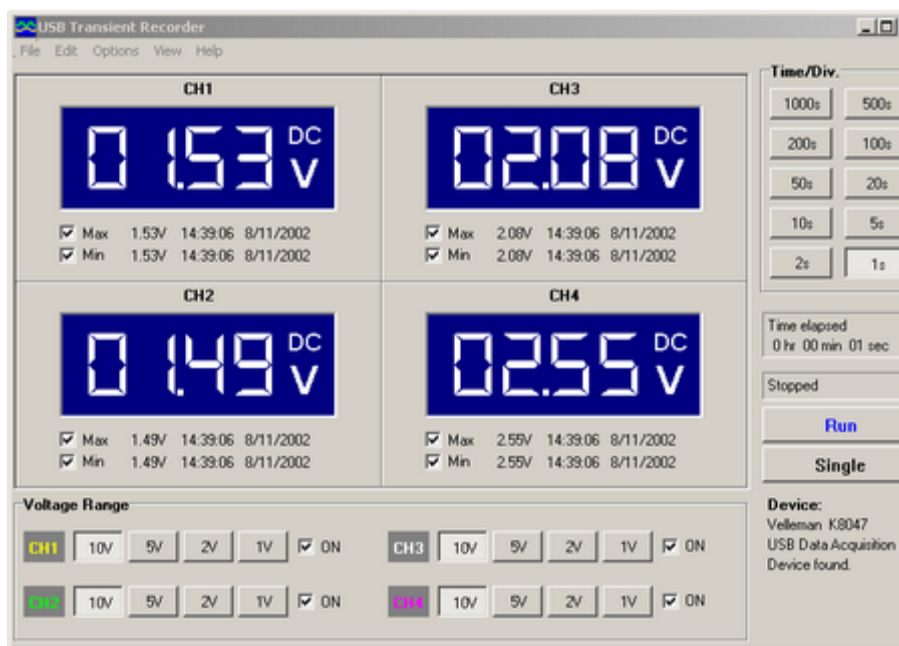 USB Transient Recorder
File Edit Options View Help
CH1
01.53 DC V
Max 1.53V 14:39:06 8/11/2002
Min 1.53V 14:39:06 8/11/2002
CH3
02.08 DC V
Max 2.08V 14:39:06 8/11/2002
Min 2.08V 14:39:06 8/11/2002
CH2
01.49 DC V
Max 1.49V 14:39:06 8/11/2002
Min 1.49V 14:39:06 8/11/2002
CH4
02.55 DC V
Max 2.55V 14:39:06 8/11/2002
Min 2.55V 14:39:06 8/11/2002
Time/Div.
1000s 500s
200s 100s
50s 20s
10s 5s
2s 1s
Time elapsed
0 hr 00 min 01 sec
Stopped
Run
Single
Device:
Velleman K8047
USB Data Acquisition
Device found.
Voltage Range
CH1 10V 5V 2V 1V ON
CH3 10V 5V 2V 1V ON
CH2 10V 5V 2V 1V ON
CH4 10V 5V 2V 1V ON